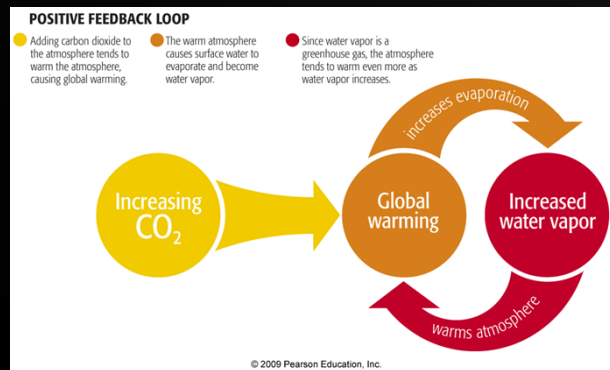 POSITIVE FEEDBACK LOOP
Adding carbon dioxide to
the atmosphere tends to
warm the atmosphere,
causing global warming.
The warm atmosphere
causes surface water to
evaporate and become
water vapor.
Since water vapor is a
greenhouse gas, the atmosphere
tends to warm even more as
water vapor increases.
increases evaporation
Increasing
CO₂
Global
warming
Increased
water vapor
warms atmosphere
© 2009 Pearson Education, Inc.